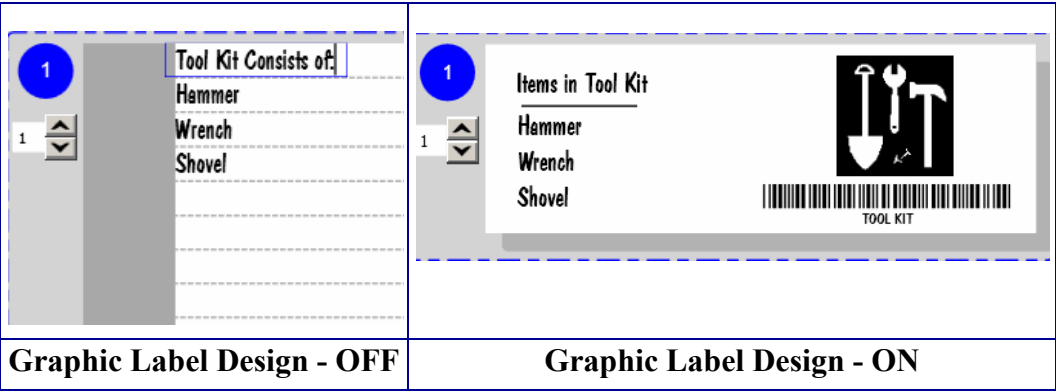 1
1
Tool Kit Consists of:
Hammer
Wrench
Shovel
Graphic Label Design - OFF
1
1
Items in Tool Kit
Hammer
Wrench
Shovel
TOOL KIT
Graphic Label Design - ON